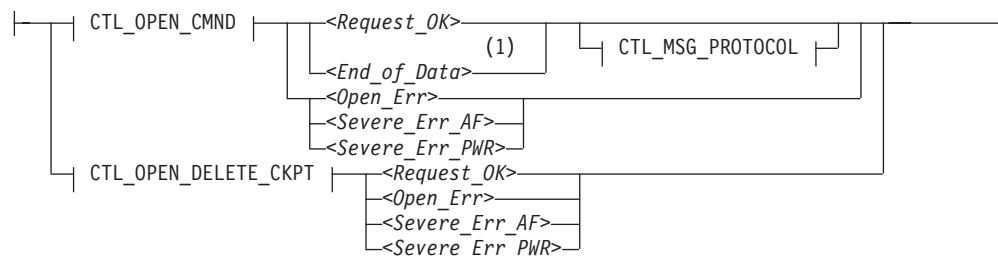 CTL_OPEN_CMND <Request_OK>
(1) CTL_MSG_PROTOCOL
<End_of_Data>
<Open_Err>
<Severe_Err_AF>
<Severe_Err_PWR>
CTL_OPEN_DELETE_CKPT <Request_OK>
<Open_Err>
<Severe_Err_AF>
<Severe Err PWR>